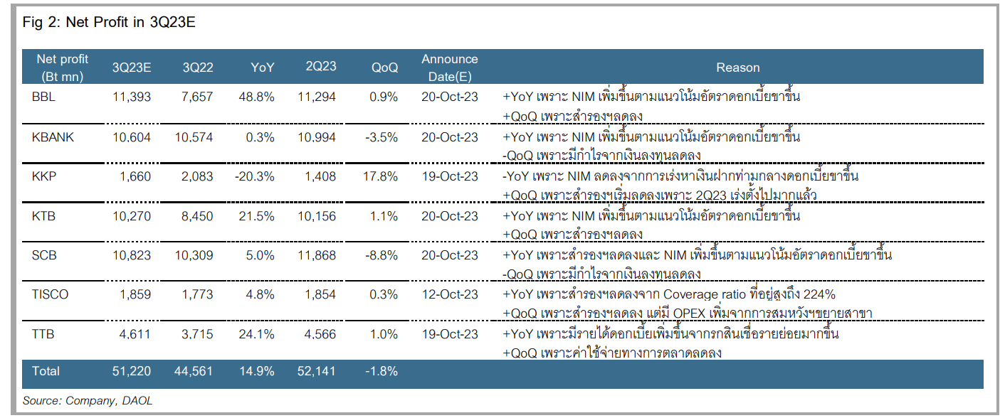 Fig 2: Net Profit in 3Q23E
Net profit (Bt mn) 3Q23E 3Q22 YoY 2Q23 QoQ Announce Date(E) Reason
BBL 11,393 7,657 48.8% 11,294 0.9% 20-Oct-23 +YoY เพราะ NIM เพิ่มขึ้นตามแนวโน้มอัตราดอกเบี้ยขาขึ้น
+QoQ เพราะสำรองฯลดลง
KBANK 10,604 10,574 0.3% 10,994 -3.5% 20-Oct-23 +YoY เพราะ NIM เพิ่มขึ้นตามแนวโน้มอัตราดอกเบี้ยขาขึ้น
-QoQ เพราะมีกำไรจากเงินลงทุนลดลง
KKP 1,660 2,083 -20.3% 1,408 17.8% 19-Oct-23 -YoY เพราะ NIM ลดลงจากการเร่งหาเงินฝากท่ามกลางดอกเบี้ยขาขึ้น
+QoQ เพราะสำรองฯเริ่มลดลงเพราะ 2Q23 เร่งตั้งไปมากแล้ว
KTB 10,270 8,450 21.5% 10,156 1.1% 20-Oct-23 +YoY เพราะ NIM เพิ่มขึ้นตามแนวโน้มอัตราดอกเบี้ยขาขึ้น
+QoQ เพราะสำรองฯลดลง
SCB 10,823 10,309 5.0% 11,868 -8.8% 20-Oct-23 +YoY เพราะสำรองฯลดลงและ NIM เพิ่มขึ้นตามแนวโน้มอัตราดอกเบี้ยขาขึ้น
-QoQ เพราะมีกำไรจากเงินลงทุนลดลง
TISCO 1,859 1,773 4.8% 1,854 0.3% 12-Oct-23 +YoY เพราะสำรองฯลดลงจาก Coverage ratio ที่อยู่สูงถึง 224%
+QoQ เพราะสำรองฯลดลง แต่มี OPEX เพิ่มจากการสมหวังฯขยายสาขา
TTB 4,611 3,715 24.1% 4,566 1.0% 19-Oct-23 +YoY เพราะมีรายได้ดอกเบี้ยเพิ่มขึ้นจากรุกสินเชื่อรายย่อยมากขึ้น
+QoQ เพราะค่าใช้จ่ายทางการตลาดลดลง
Total 51,220 44,561 14.9% 52,141 -1.8%
Source: Company, DAOL